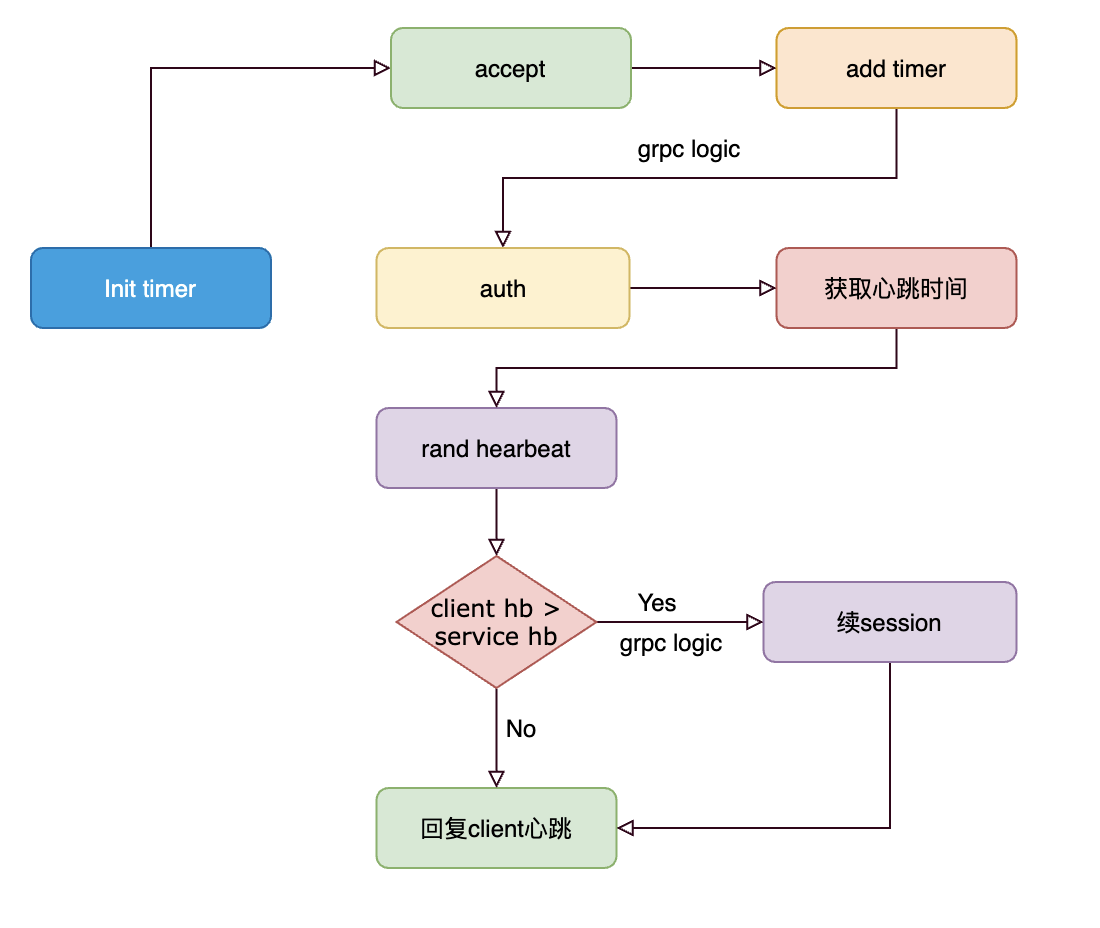 accept
add timer
grpc logic
Init timer
auth
获取心跳时间
rand hearbeat
client hb >
service hb
Yes
grpc logic
续session
No
回复client心跳